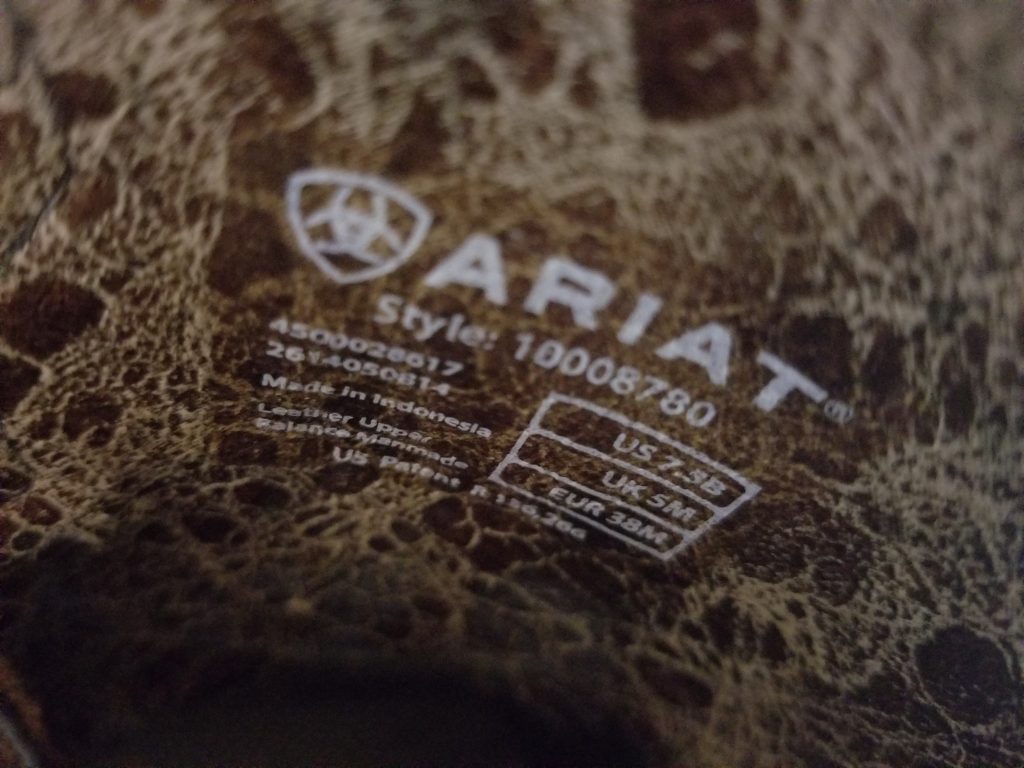 ARIAT®
Style: 10008780
4500028617
2614050814
Made in Indonesia
Leather Upper
Balance Manmade
US Patent
US 7.5B
UK 5M
EUR 38M